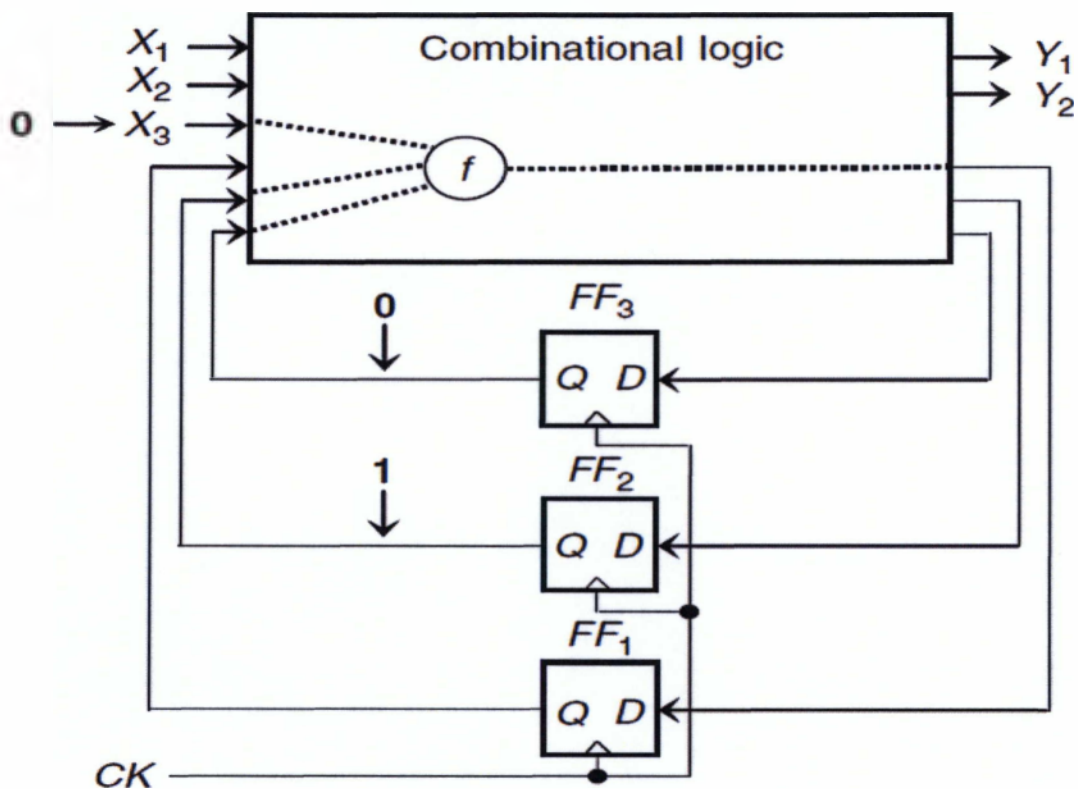 Combinational logic
X₁
X₂
0 X₃
Y₁
Y₂
f
0
FF₃
Q D
1
FF₂
Q D
FF₁
Q D
CK